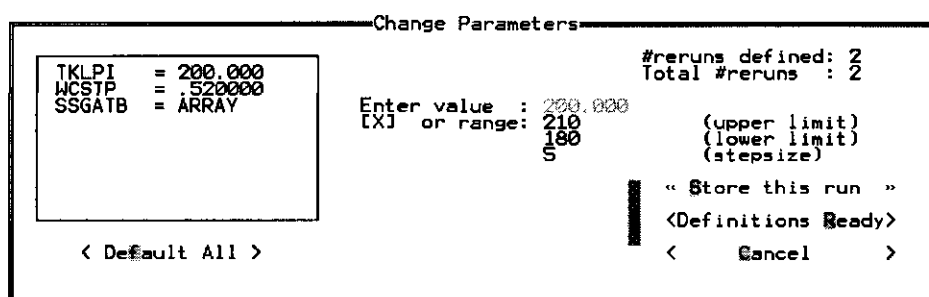 Change Parameters
#reruns defined: 2
Total #reruns : 2
TKLPI = 200.000
WCSTP = .520000
SSGATB = ARRAY
Enter value : 200.000
[X] or range: 210 (upper limit)
180 (lower limit)
5 (stepsize)
« Store this run »
<Definitions Ready>
< Default All >
< Cancel >